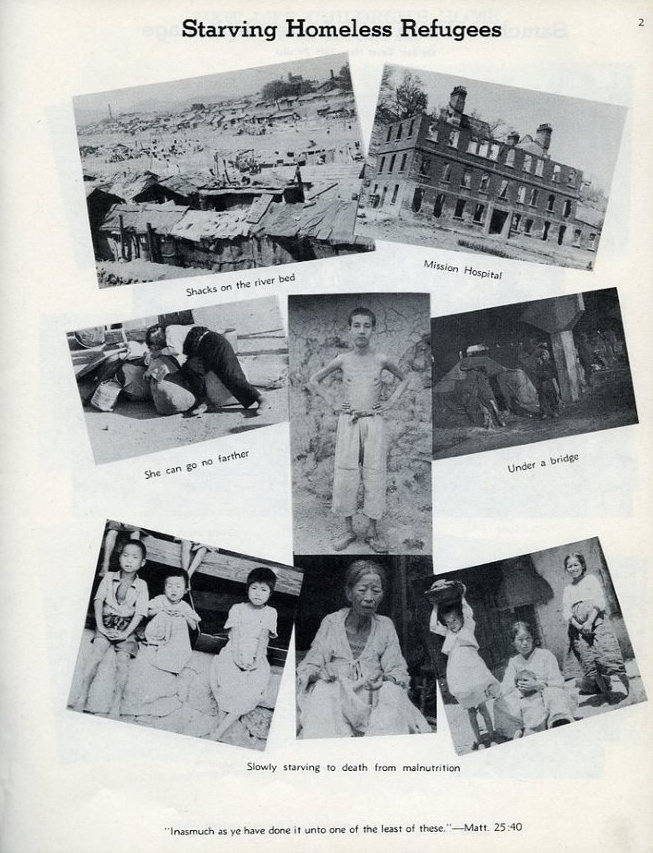 Starving Homeless Refugees
2
Shacks on the river bed
Mission Hospital
She can go no farther
Under a bridge
Slowly starving to death from malnutrition
"Inasmuch as ye have done it unto one of the least of these."—Matt. 25:40